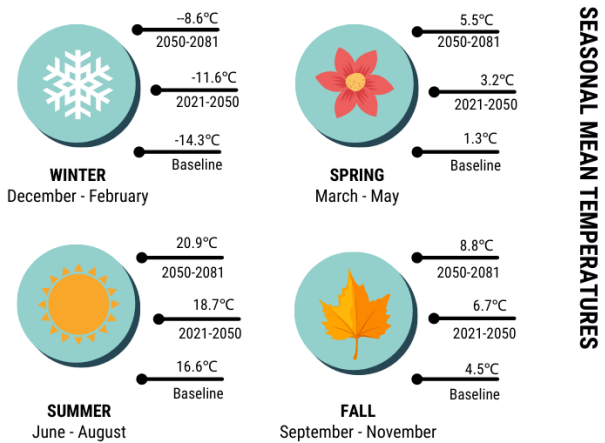 --8.6°C
2050-2081
-11.6°C
2021-2050
-14.3°C
Baseline
WINTER
December - February
5.5°C
2050-2081
3.2°C
2021-2050
1.3°C
Baseline
SPRING
March - May
20.9°C
2050-2081
18.7°C
2021-2050
16.6°C
Baseline
SUMMER
June - August
8.8°C
2050-2081
6.7°C
2021-2050
4.5°C
Baseline
FALL
September - November
SEASONAL MEAN TEMPERATURES